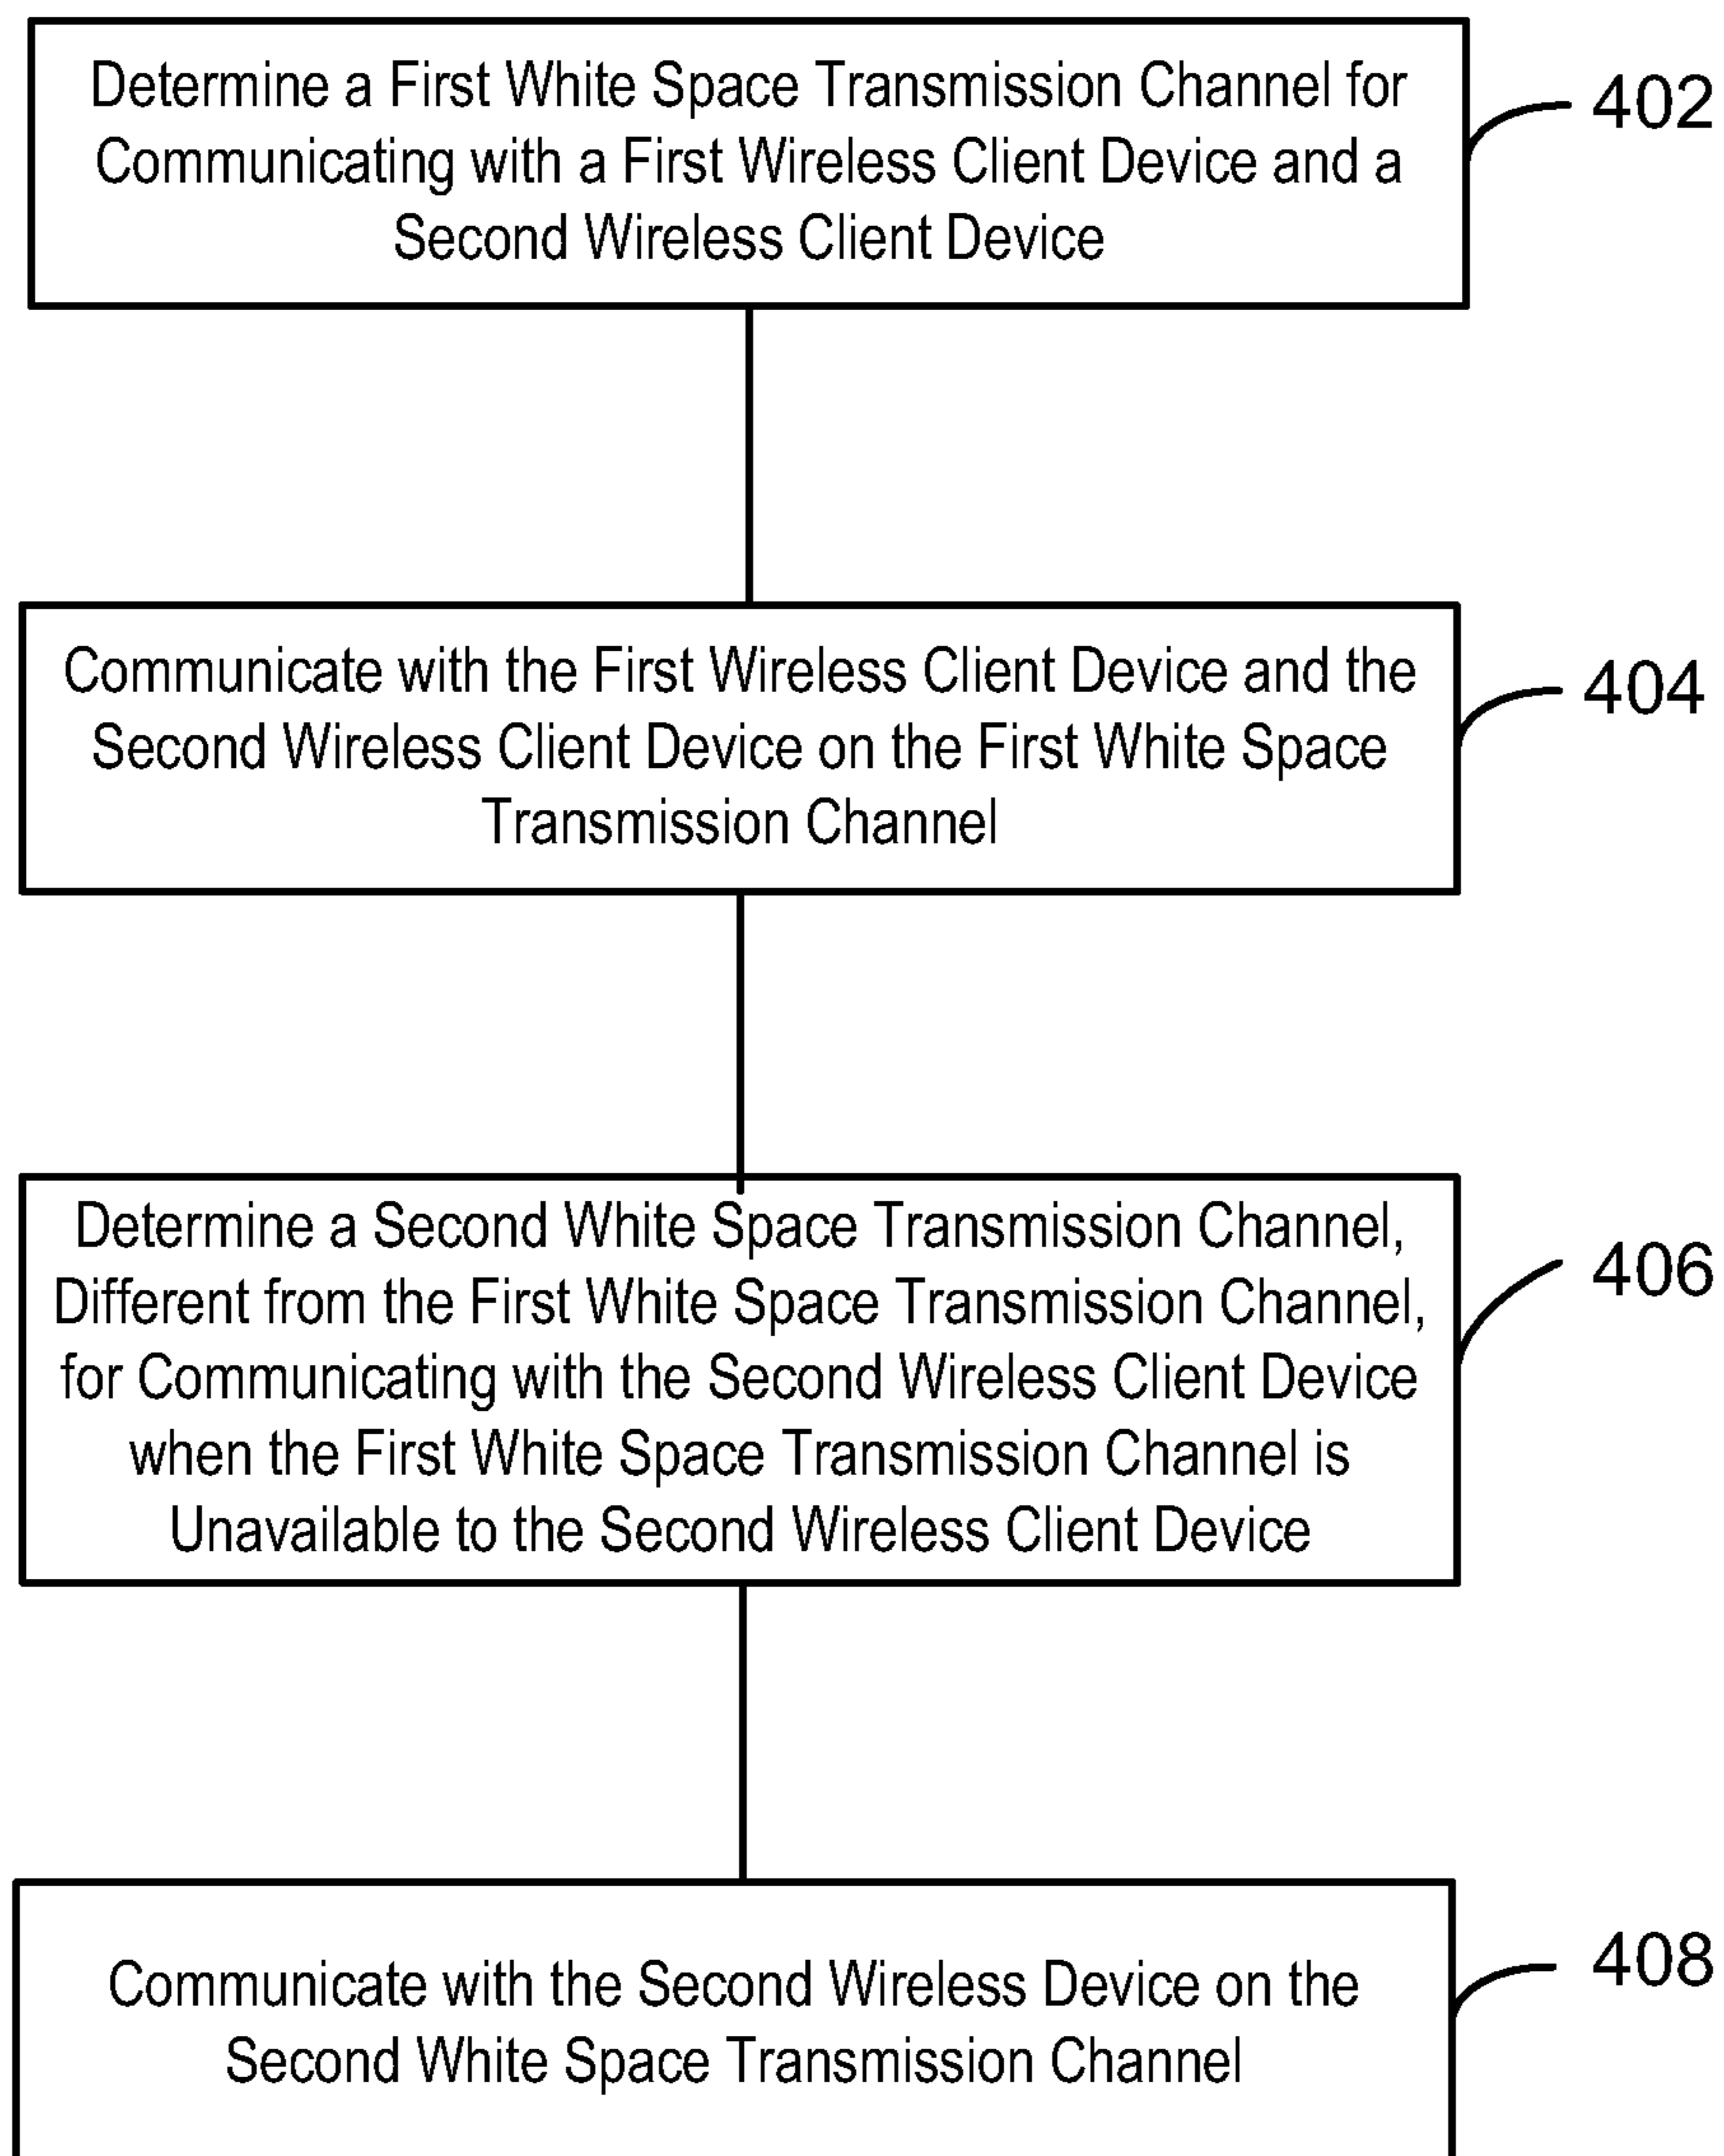 Determine a First White Space Transmission Channel for
Communicating with a First Wireless Client Device and a
Second Wireless Client Device
402
Communicate with the First Wireless Client Device and the
Second Wireless Client Device on the First White Space
Transmission Channel
404
Determine a Second White Space Transmission Channel,
Different from the First White Space Transmission Channel,
for Communicating with the Second Wireless Client Device
when the First White Space Transmission Channel is
Unavailable to the Second Wireless Client Device
406
Communicate with the Second Wireless Device on the
Second White Space Transmission Channel
408